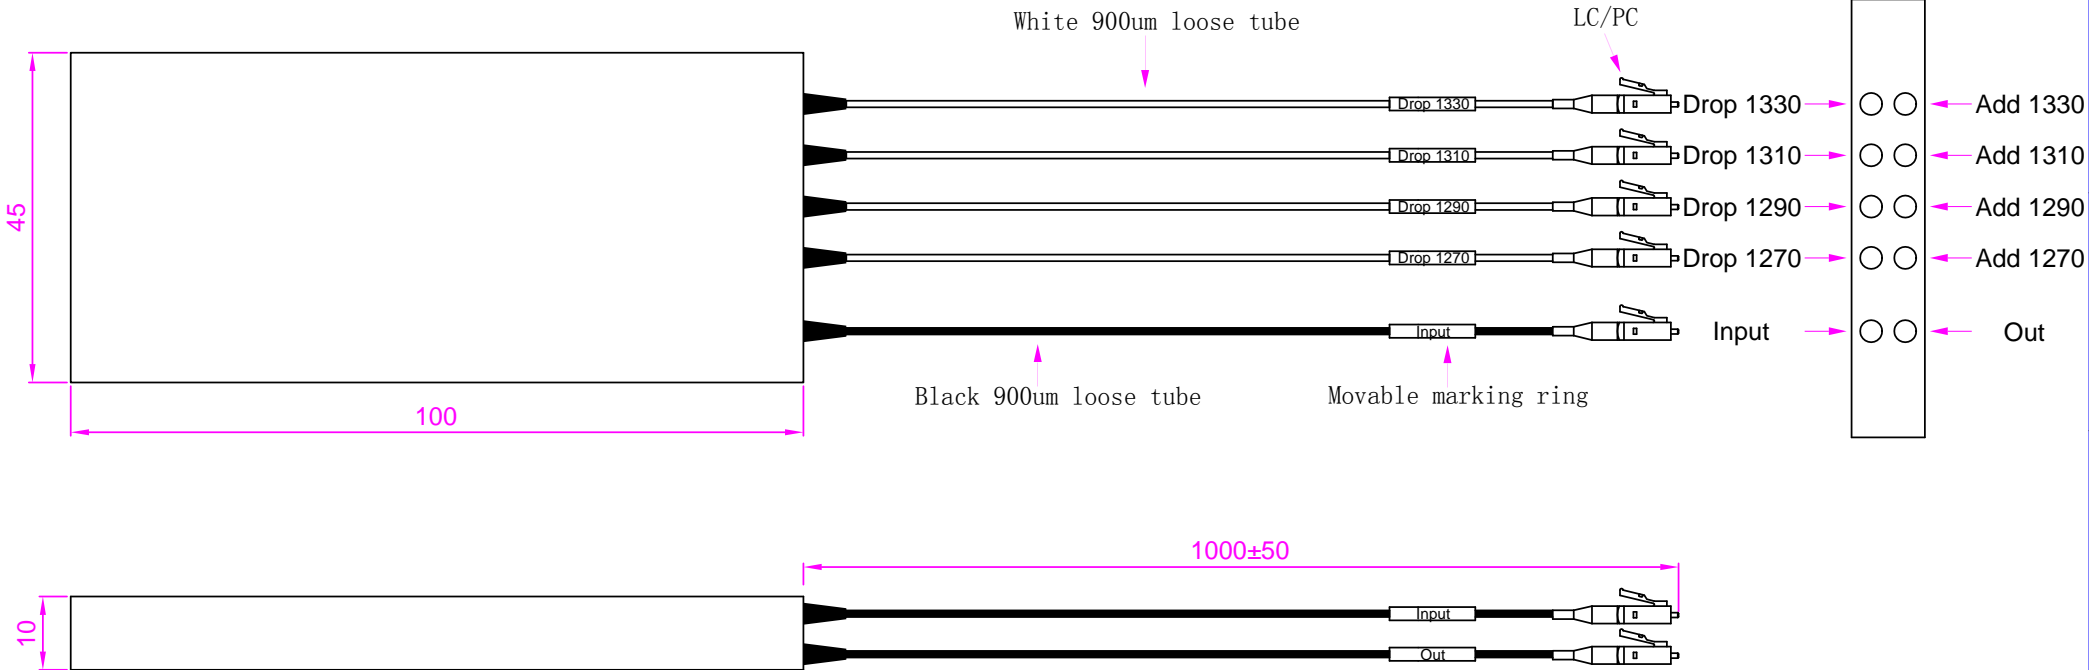 White 900um loose tube
LC/PC
Drop 1330 Drop 1330 Add 1330
Drop 1310 Drop 1310 Add 1310
45
Drop 1290 Drop 1290 Add 1290
Drop 1270 Drop 1270 Add 1270
Input Input Out
Black 900um loose tube
Movable marking ring
100
1000±50
10
Input
Out